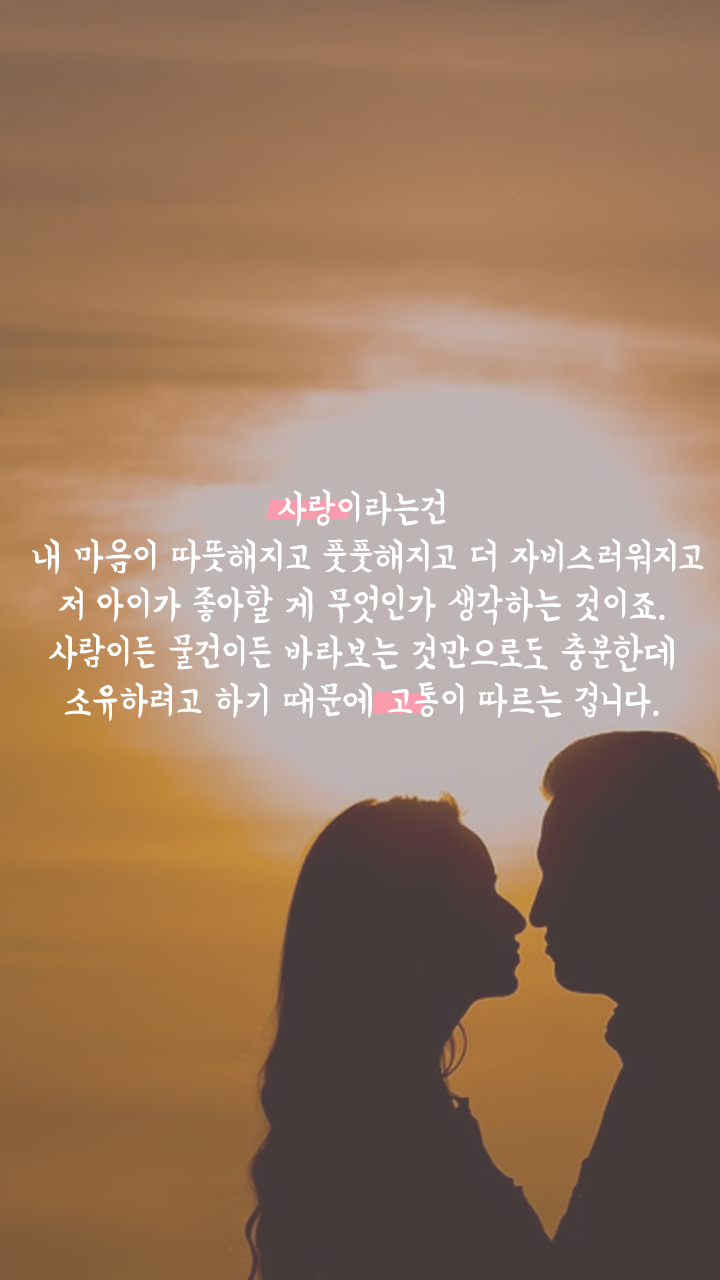 사랑이라는건
내 마음이 따뜻해지고 풋풋해지고 더 자비스러워지고
저 아이가 좋아할 게 무엇인가 생각하는 것이죠.
사람이든 물건이든 바라보는 것만으로도 충분한데
소유하려고 하기 때문에 고통이 따르는 겁니다.